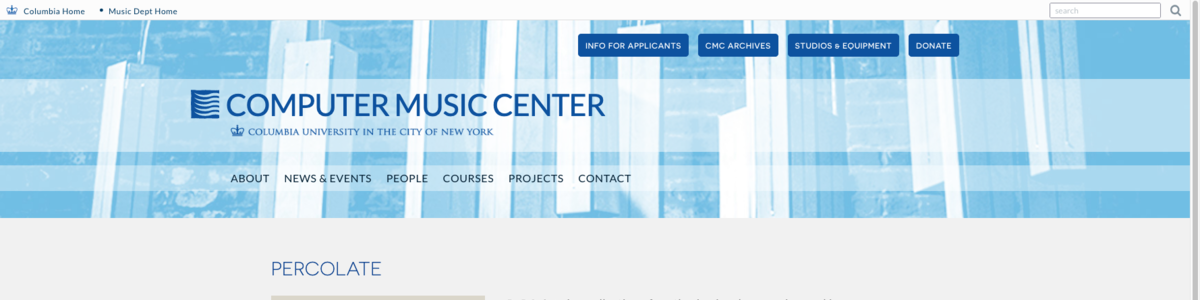 Columbia Home • Music Dept Home
search
INFO FOR APPLICANTS CMC ARCHIVES STUDIOS & EQUIPMENT DONATE
COMPUTER MUSIC CENTER
COLUMBIA UNIVERSITY IN THE CITY OF NEW YORK
ABOUT NEWS & EVENTS PEOPLE COURSES PROJECTS CONTACT
PERCOLATE